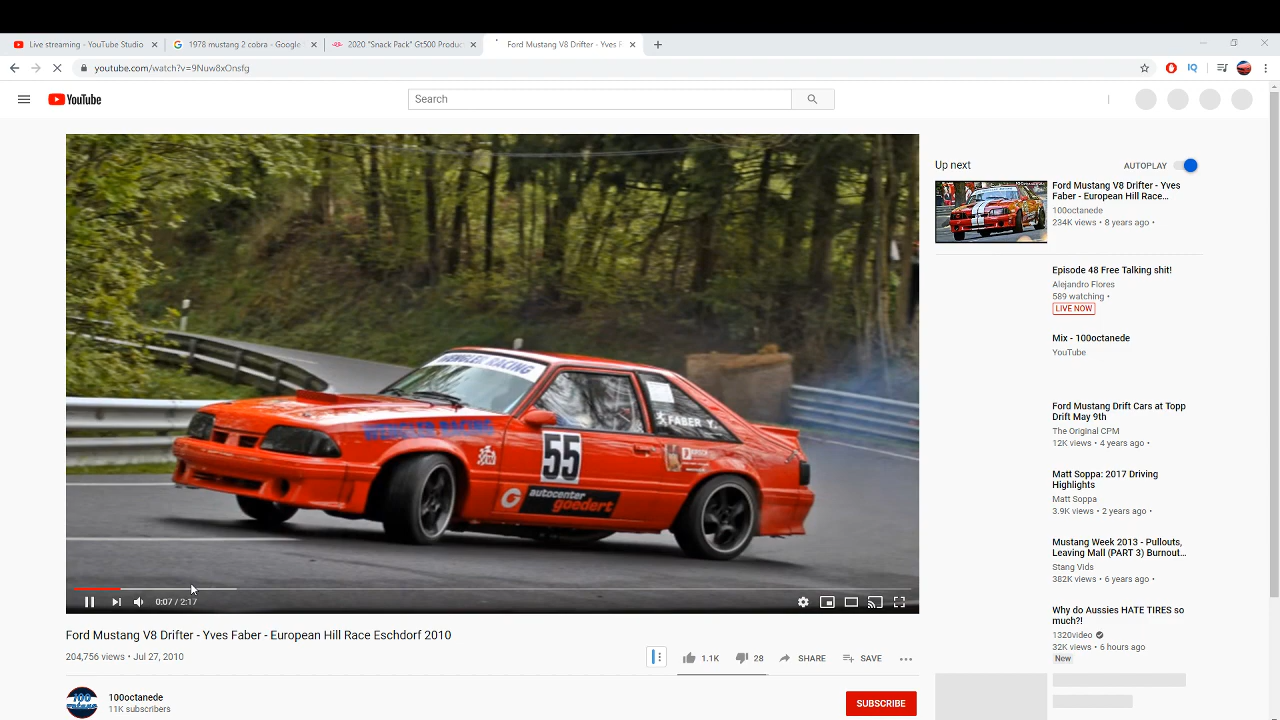 Live streaming - YouTube Studio
1978 mustang 2 cobra - Google
2020 "Snack Pack" Gt500 Produc
Ford Mustang V8 Drifter - Yves F
youtube.com/watch?v=9Nuw8xOnsfg
IQ
YouTube
Search
WENGLER RACING
WENGLER RACING
FABER Y.
55
autocenter
goedert
0:07 / 2:17
Ford Mustang V8 Drifter - Yves Faber - European Hill Race Eschdorf 2010
204,756 views • Jul 27, 2010
1.1K
28
SHARE
SAVE
100
100octanede
11K subscribers
SUBSCRIBE
Up next
AUTOPLAY
Ford Mustang V8 Drifter - Yves
Faber - European Hill Race...
100octanede
234K views • 8 years ago •
Episode 48 Free Talking shit!
Alejandro Flores
589 watching •
LIVE NOW
Mix - 100octanede
YouTube
Ford Mustang Drift Cars at Topp
Drift May 9th
The Original CPM
12K views • 4 years ago •
Matt Soppa: 2017 Driving
Highlights
Matt Soppa
3.9K views • 2 years ago •
Mustang Week 2013 - Pullouts,
Leaving Mall (PART 3) Burnout...
Stang Vids
382K views • 6 years ago •
Why do Aussies HATE TIRES so
much?!
1320video
32K views • 6 hours ago
New